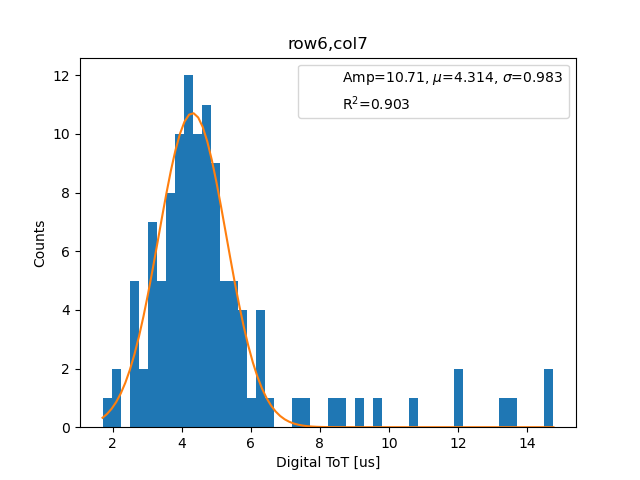 row6,col7
Amp=10.71, μ=4.314, σ=0.983
R²=0.903
12
10
8
6
4
2
0
Counts
2 4 6 8 10 12 14
Digital ToT [us]